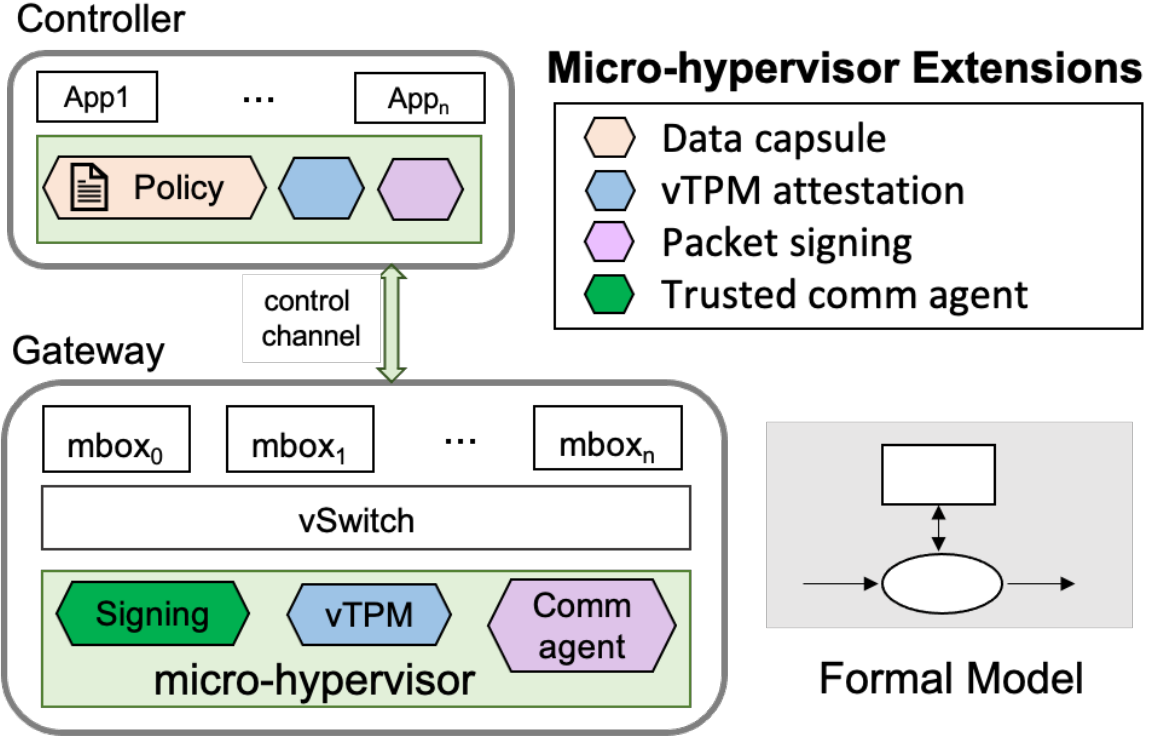 Controller
App1 ... Appn
Policy
control
channel
Micro-hypervisor Extensions
Data capsule
vTPM attestation
Packet signing
Trusted comm agent
Gateway
mbox0 mbox1 ... mboxn
vSwitch
Signing vTPM Comm
agent
micro-hypervisor
Formal Model